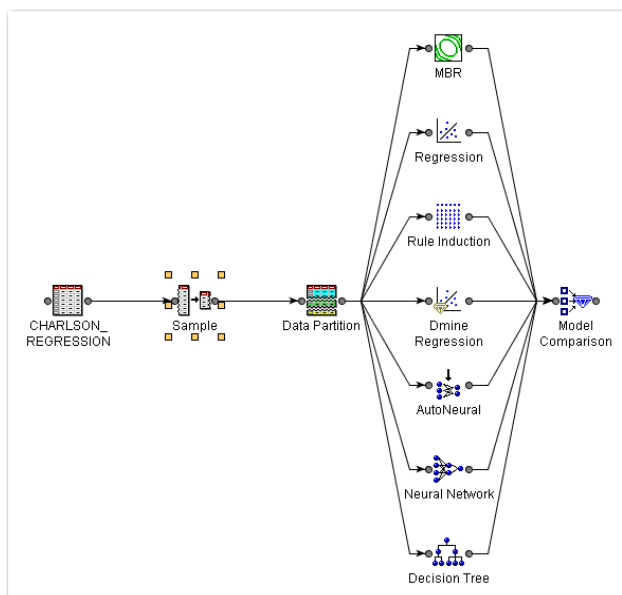 MBR
Regression
Rule Induction
CHARLSON_
REGRESSION
Sample
Data Partition
Dmine
Regression
Model
Comparison
AutoNeural
Neural Network
Decision Tree